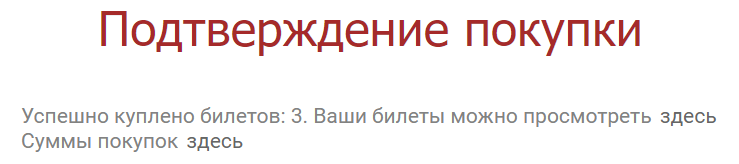 Подтверждение покупки
Успешно куплено билетов: 3. Ваши билеты можно просмотреть здесь
Суммы покупок здесь